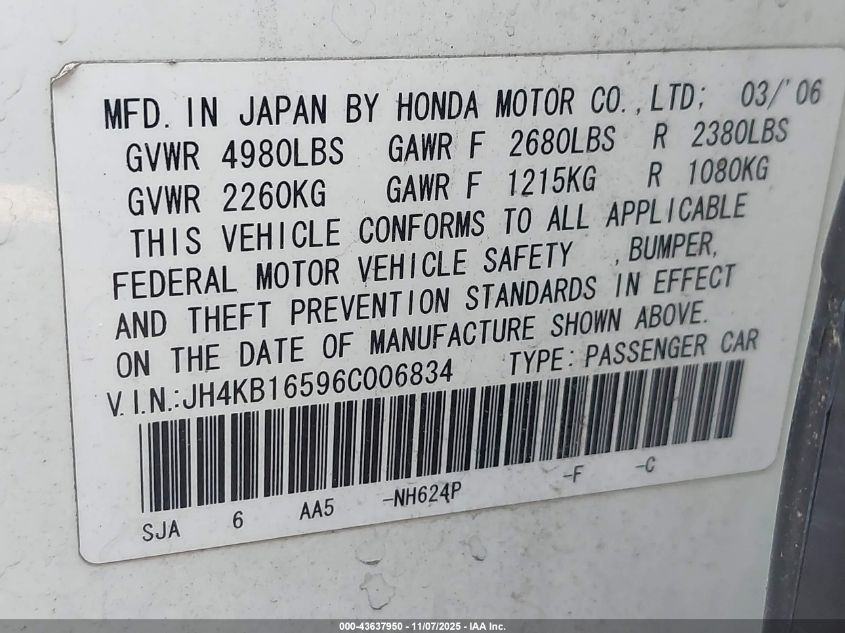 MFD. IN JAPAN BY HONDA MOTOR CO., LTD; 03/'06
GVWR 4980LBS GAWR F 2680LBS R 2380LBS
GVWR 2260KG GAWR F 1215KG R 1080KG
THIS VEHICLE CONFORMS TO ALL APPLICABLE
FEDERAL MOTOR VEHICLE SAFETY , BUMPER,
AND THEFT PREVENTION STANDARDS IN EFFECT
ON THE DATE OF MANUFACTURE SHOWN ABOVE.
V.I.N.:JH4KB16596C006834 TYPE: PASSENGER CAR
SJA 6 AA5 -NH624P -F -C
000-43637950 - 11/07/2025 - IAA Inc.